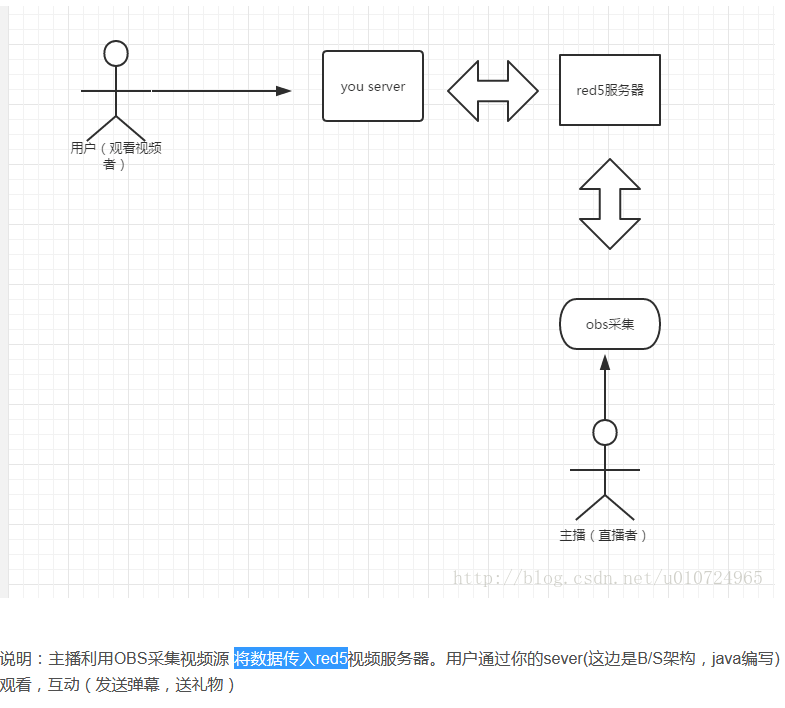 you server
red5服务器
用户（观看视频
者）
obs采集
主播（直播者）
http://blog.csdn.net/u010724965
说明：主播利用OBS采集视频源 将数据传入red5视频服务器。用户通过你的sever(这边是B/S架构，java编写)
观看，互动（发送弹幕，送礼物）